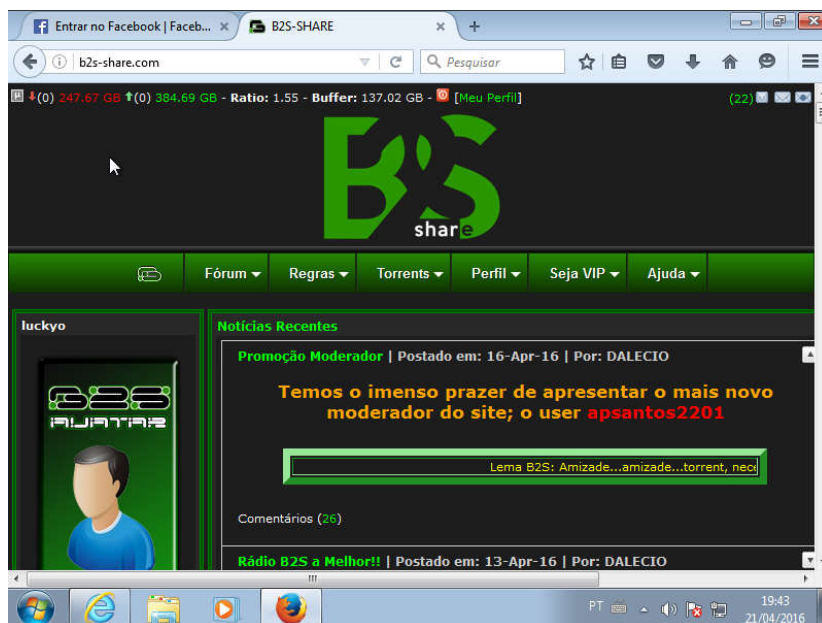 Entrar no Facebook | Faceb...
B2S-SHARE
b2s-share.com
Pesquisar
(0) 247.67 GB (0) 384.69 GB - Ratio: 1.55 - Buffer: 137.02 GB - [Meu Perfil]
(22)
B2S
share
Fórum
Regras
Torrents
Perfil
Seja VIP
Ajuda
luckyo
B2S
AVATAR
Notícias Recentes
Promoção Moderador | Postado em: 16-Apr-16 | Por: DALECIO
Temos o imenso prazer de apresentar o mais novo
moderador do site; o user apsantos2201
Lema B2S: Amizade...amizade...torrent, nece
Comentários (26)
Rádio B2S a Melhor!! | Postado em: 13-Apr-16 | Por: DALECIO
PT
19:43
21/04/2016